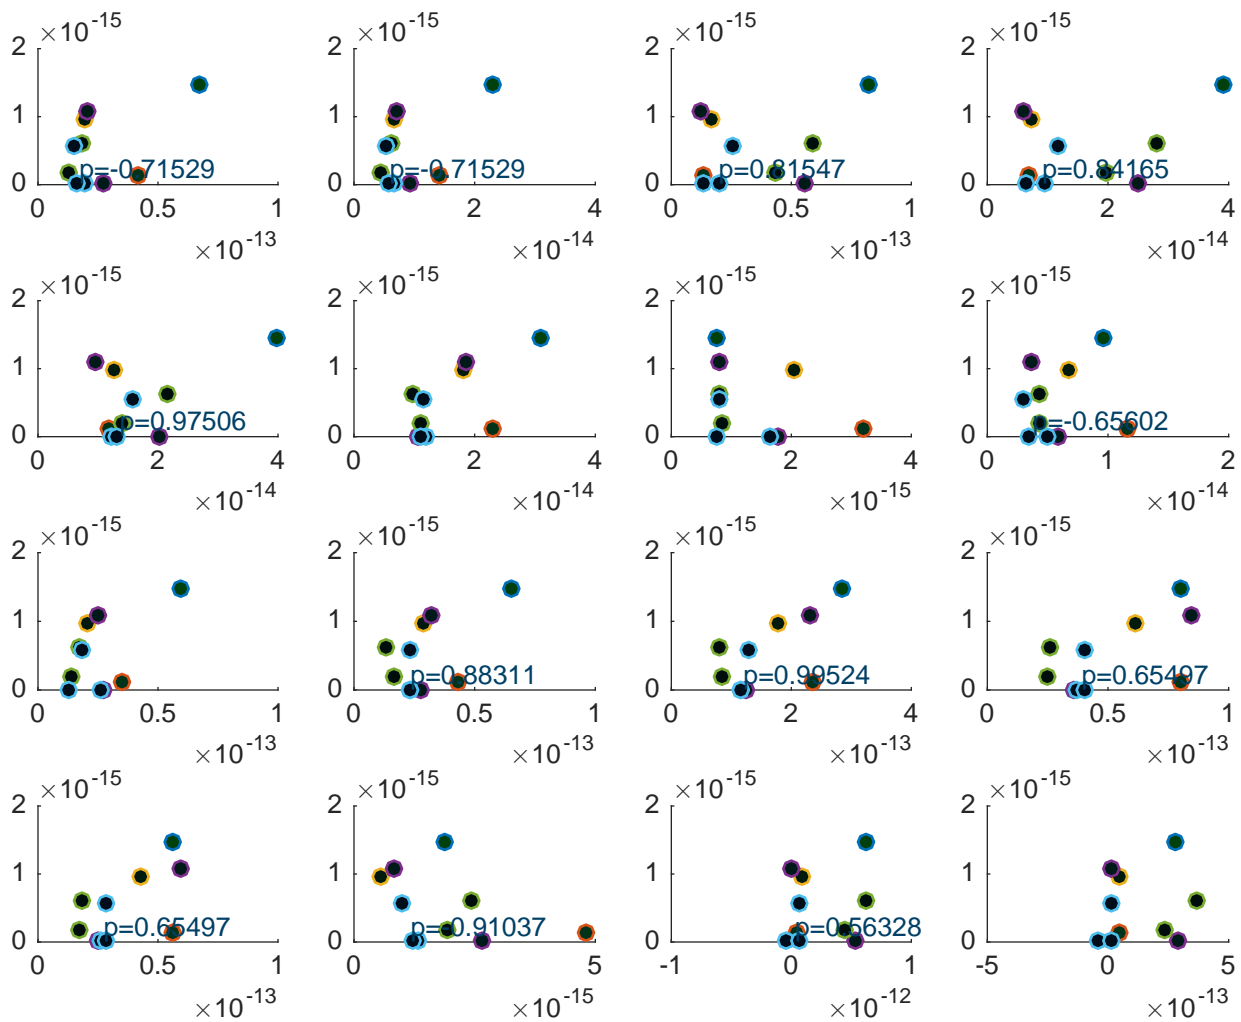 ×10-15 ×10-15 ×10-15 ×10-15
2 2 2 2
1 1 1 1
p=-0.71529 p=-0.71529 p=0.81547 p=0.84165
0 0 0 0
0 0.5 1 0 2 4 0 0.5 1 0 2 4
×10-13 ×10-14 ×10-13 ×10-14
×10-15 ×10-15 ×10-15 ×10-15
2 2 2 2
1 1 1 1
p=0.97506 p=-0.65602
0 0 0 0
0 2 4 0 2 4 0 2 4 0 1 2
×10-14 ×10-14 ×10-15 ×10-14
×10-15 ×10-15 ×10-15 ×10-15
2 2 2 2
1 1 1 1
p=0.88311 p=0.99524 p=0.65497
0 0 0 0
0 0.5 1 0 0.5 1 0 2 4 0 0.5 1
×10-13 ×10-13 ×10-13 ×10-13
×10-15 ×10-15 ×10-15 ×10-15
2 2 2 2
1 1 1 1
p=0.65497 p=0.91037 p=0.56328
0 0 0 0
0 0.5 1 0 5 -1 0 1 -5 0 5
×10-13 ×10-15 ×10-12 ×10-13